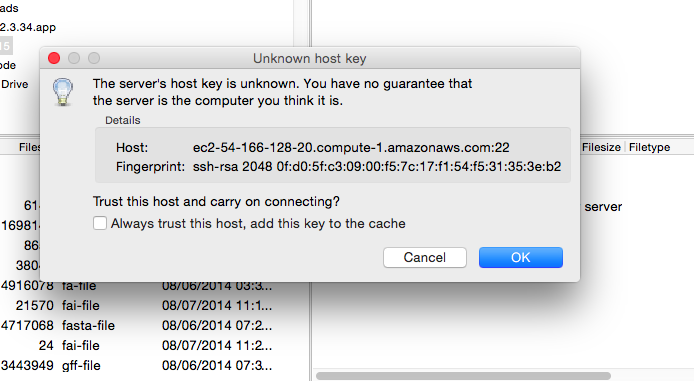 ads
2.3.34.app
15
ode
Drive
Unknown host key
The server's host key is unknown. You have no guarantee that
the server is the computer you think it is.
Details
Host: ec2-54-166-128-20.compute-1.amazonaws.com:22
Fingerprint: ssh-rsa 2048 0f:d0:5f:c3:09:00:f5:7c:17:f1:54:f5:31:35:3e:b2
Trust this host and carry on connecting?
Always trust this host, add this key to the cache
Cancel OK
Files
Filesize Filetype
server
614
169814
86
3804
4916078 fa-file 08/06/2014 03:3...
21570 fai-file 08/07/2014 11:1...
4717068 fasta-file 08/06/2014 07:2...
24 fai-file 08/07/2014 11:2...
3443949 gff-file 08/06/2014 07:3...